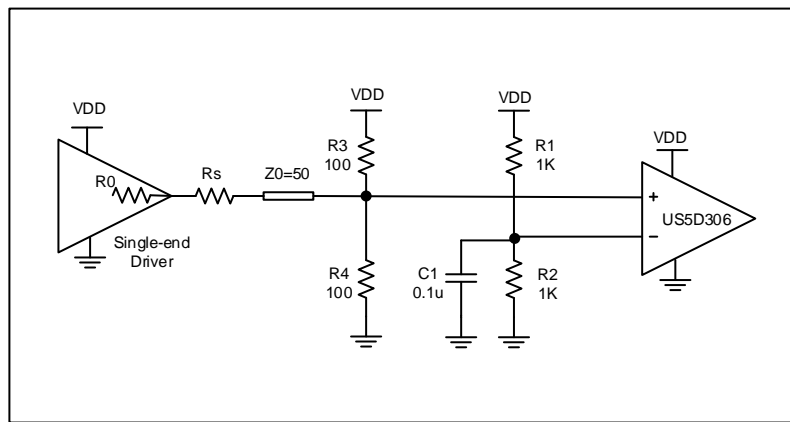 VDD
R0
Single-end
Driver
Rs
Z0=50
VDD
R3
100
R4
100
VDD
R1
1K
C1
0.1u
R2
1K
VDD
+
US5D306
−